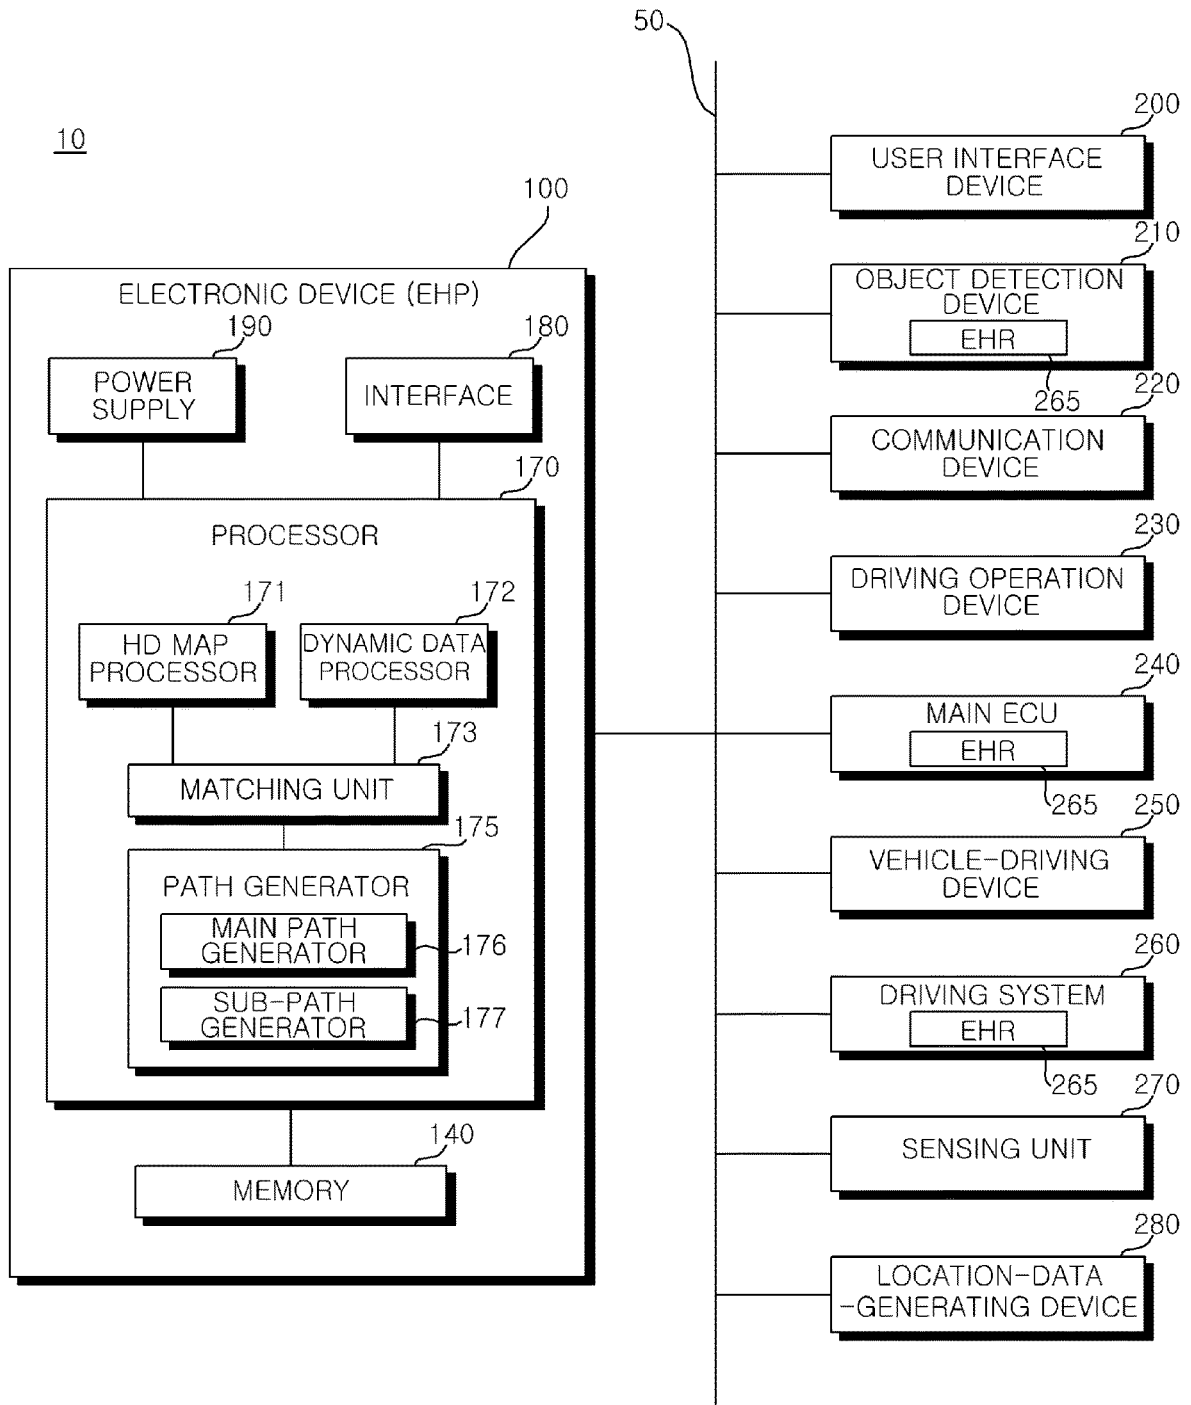 50
10
100
ELECTRONIC DEVICE (EHP)
190
POWER
SUPPLY
180
INTERFACE
170
PROCESSOR
171
HD MAP
PROCESSOR
172
DYNAMIC DATA
PROCESSOR
173
MATCHING UNIT
175
PATH GENERATOR
MAIN PATH
GENERATOR
176
SUB-PATH
GENERATOR
177
140
MEMORY
200
USER INTERFACE
DEVICE
210
OBJECT DETECTION
DEVICE
EHR
265
220
COMMUNICATION
DEVICE
230
DRIVING OPERATION
DEVICE
240
MAIN ECU
EHR
265
250
VEHICLE-DRIVING
DEVICE
260
DRIVING SYSTEM
EHR
265
270
SENSING UNIT
280
LOCATION-DATA
-GENERATING DEVICE